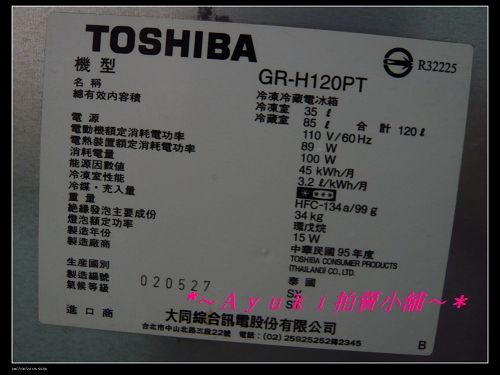 TOSHIBA
R32225
機型 GR-H120PT
名稱 冷凍冷藏電冰箱
總有效內容積 冷凍室 35ℓ
冷藏室 85ℓ 合計 120ℓ
電源 110 V/60Hz
電動機額定消耗電功率 89 W
電熱裝置額定消耗電功率 100 W
消耗電量 45 kWh/月
能源因數值 3.2 ℓ/kWh/月
冷凍室性能
冷媒・充入量 HFC-134a/99g
重量 34kg
絕緣發泡主要成份 環戊烷
燈泡額定功率 15 W
製造年份 中華民國 95年度
製造廠商 TOSHIBA CONSUMER PRODUCTS
(THAILAND) CO., LTD.
生產國別 泰國
製造編號 020527
氣候等級
*~Ayuki拍賣小舖~*
進口商 大同綜合訊電股份有限公司
台北市中山北路三段22號 電話:(02)25925252轉2345
B